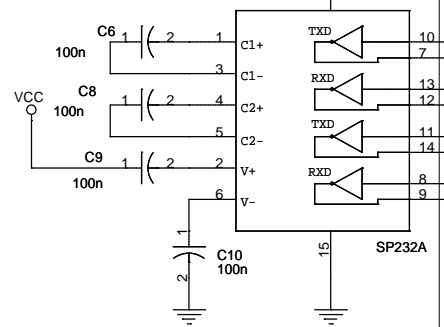 C6 1 2 1 C1+ TXD 10
100n 7
3 C1- RXD 13
VCC C8 1 2 4 C2+ 12
100n TXD 11
5 C2- 14
C9 1 2 2 V+ RXD 8
100n 6 V- 9
1
C10 15 SP232A
2 100n